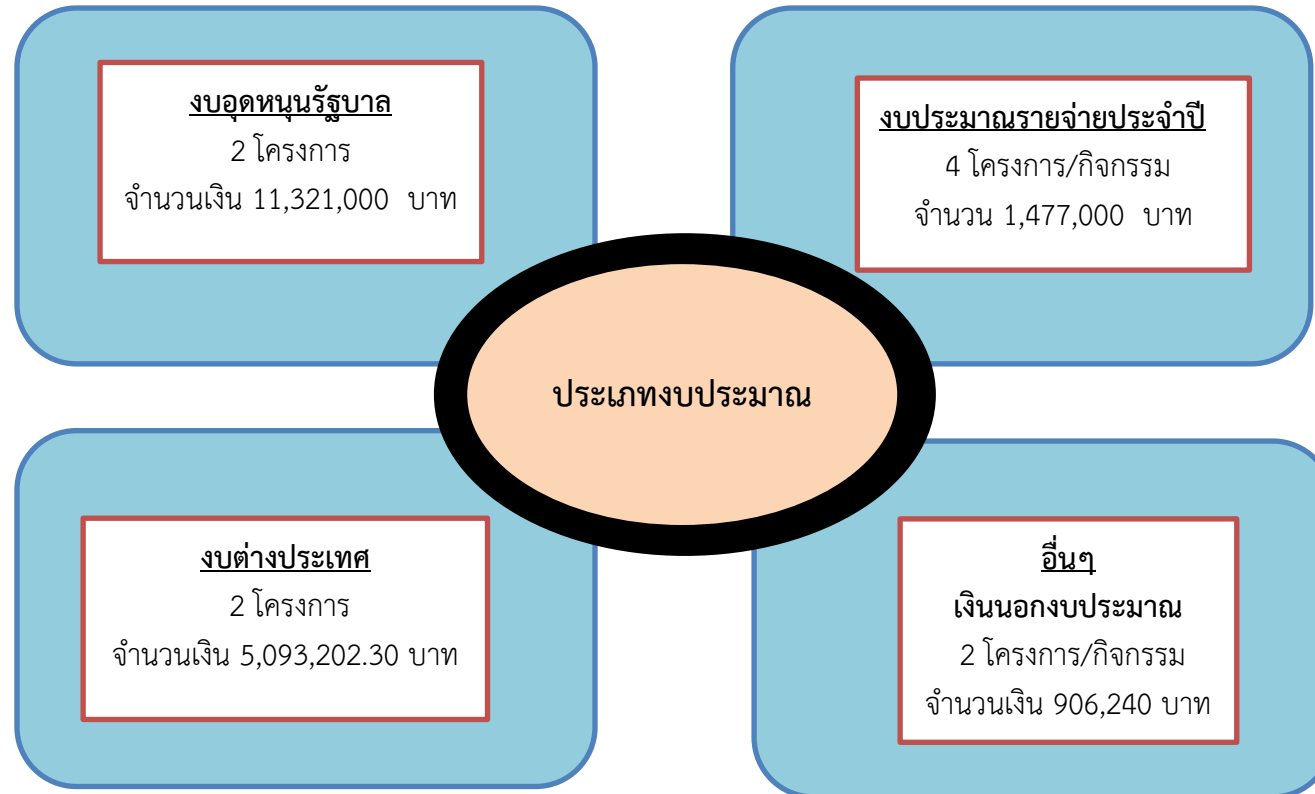 งบอุดหนุนรัฐบาล
2 โครงการ
จำนวนเงิน 11,321,000 บาท
งบประมาณรายจ่ายประจำปี
4 โครงการ/กิจกรรม
จำนวน 1,477,000 บาท
ประเภทงบประมาณ
งบต่างประเทศ
2 โครงการ
จำนวนเงิน 5,093,202.30 บาท
อื่นๆ
เงินนอกงบประมาณ
2 โครงการ/กิจกรรม
จำนวนเงิน 906,240 บาท